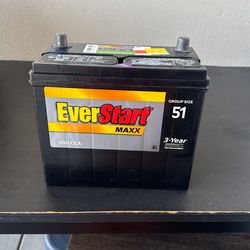 EverStart
MAXX
500 CCA
GROUP SIZE
51
3-Year